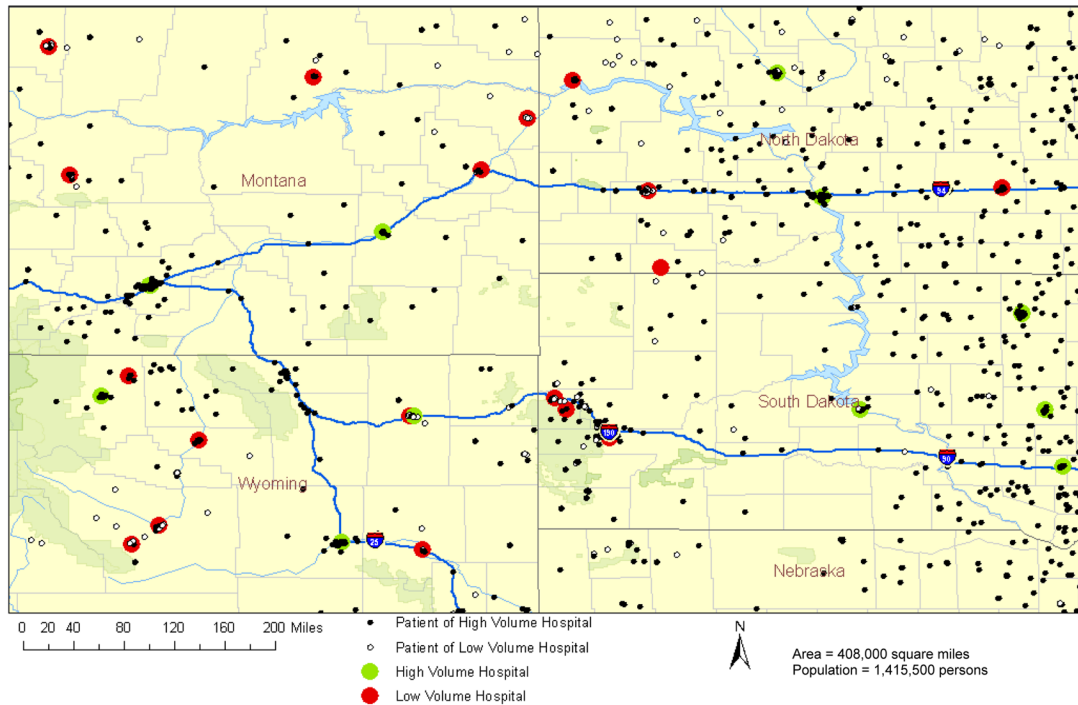 North Dakota
Montana
94
South Dakota
190
90
Wyoming
25
Nebraska
0 20 40 80 120 160 200 Miles
Patient of High Volume Hospital
Patient of Low Volume Hospital
High Volume Hospital
Low Volume Hospital
N
Area = 408,000 square miles
Population = 1,415,500 persons